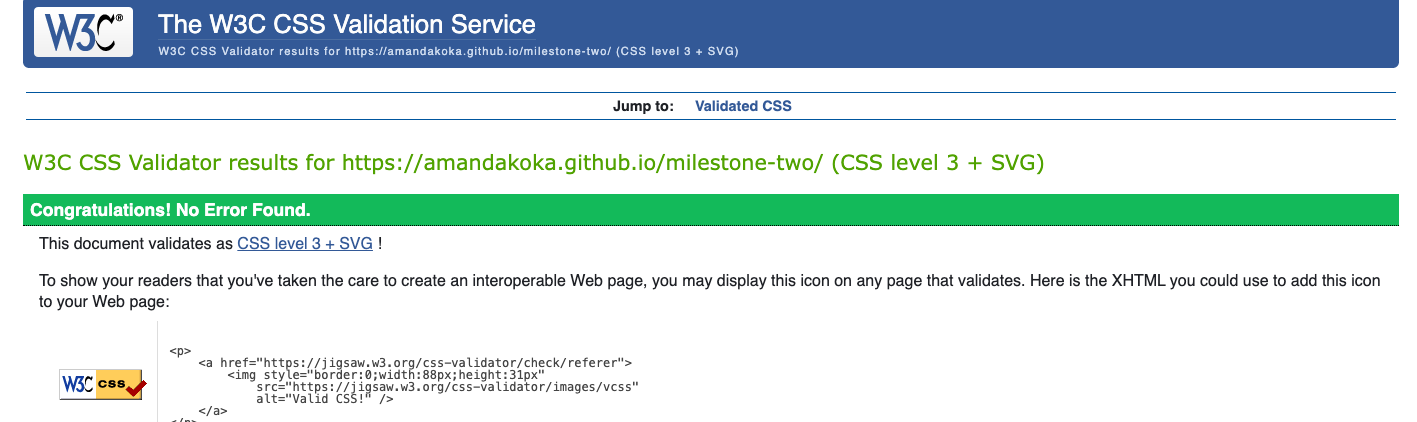 W3C®
The W3C CSS Validation Service
W3C CSS Validator results for https://amandakoka.github.io/milestone-two/ (CSS level 3 + SVG)
Jump to: Validated CSS
W3C CSS Validator results for https://amandakoka.github.io/milestone-two/ (CSS level 3 + SVG)
Congratulations! No Error Found.
This document validates as CSS level 3 + SVG !
To show your readers that you've taken the care to create an interoperable Web page, you may display this icon on any page that validates. Here is the XHTML you could use to add this icon
to your Web page:
W3C CSS
<p>
<a href="https://jigsaw.w3.org/css-validator/check/referer">
<img style="border:0;width:88px;height:31px"
src="https://jigsaw.w3.org/css-validator/images/vcss"
alt="Valid CSS!" />
</a>
</p>